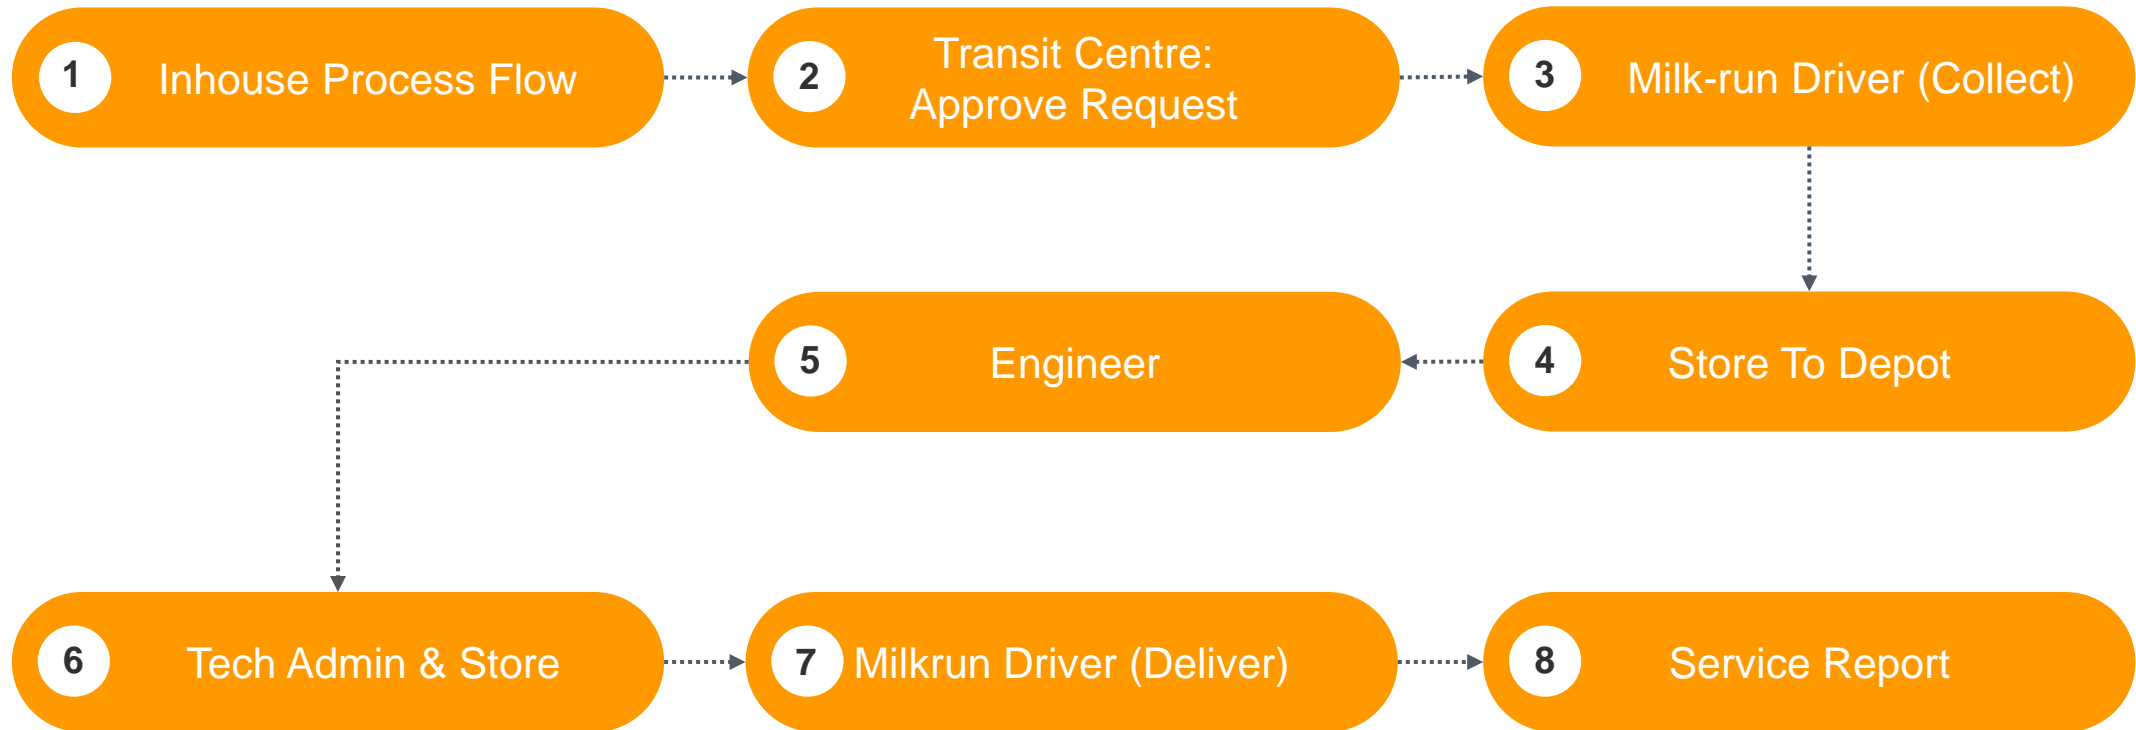 1
Inhouse Process Flow
2
Transit Centre:
Approve Request
3
Milk-run Driver (Collect)
4
Store To Depot
5
Engineer
6
Tech Admin & Store
7
Milkrun Driver (Deliver)
8
Service Report